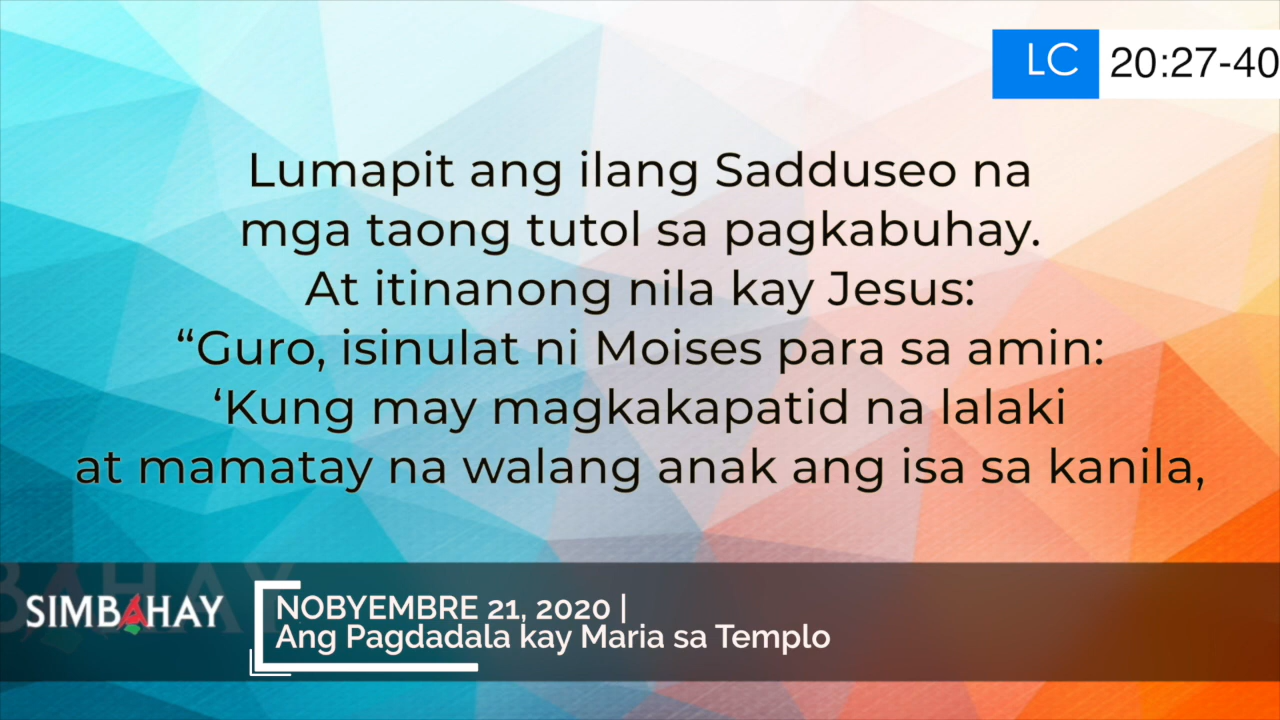 LC 20:27-40
Lumapit ang ilang Sadduseo na
mga taong tutol sa pagkabuhay.
At itinanong nila kay Jesus:
“Guro, isinulat ni Moises para sa amin:
‘Kung may magkakapatid na lalaki
at mamatay na walang anak ang isa sa kanila,
SIMBAHAY
NOBYEMBRE 21, 2020 |
Ang Pagdadala kay Maria sa Templo